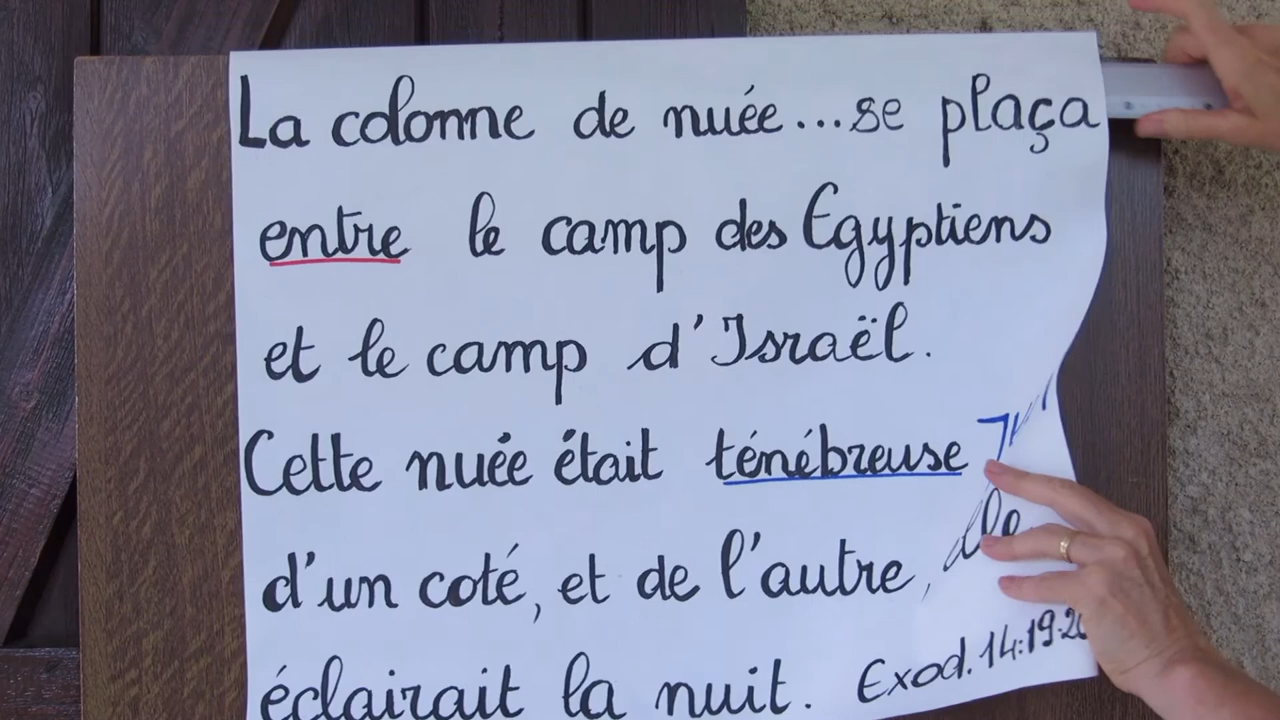 La colonne de nuée...se plaça
entre le camp des Egyptiens
et le camp d'Israël.
Cette nuée était ténébreuse
d'un coté, et de l'autre,
éclairait la nuit. Exod. 14:19-20